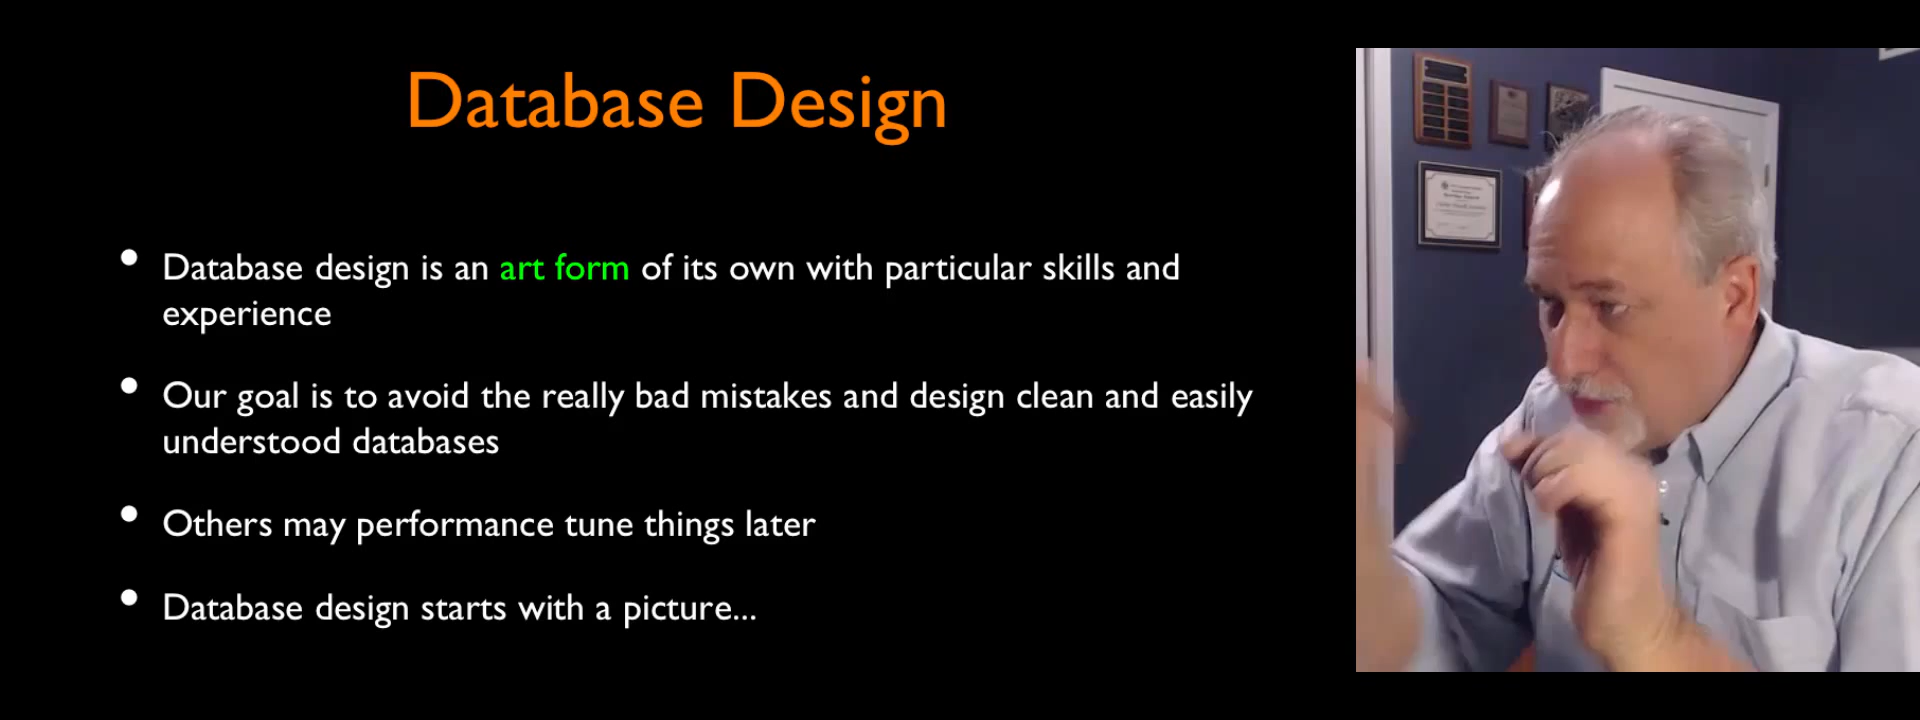 Database Design
• Database design is an art form of its own with particular skills and
experience
• Our goal is to avoid the really bad mistakes and design clean and easily
understood databases
• Others may performance tune things later
• Database design starts with a picture...